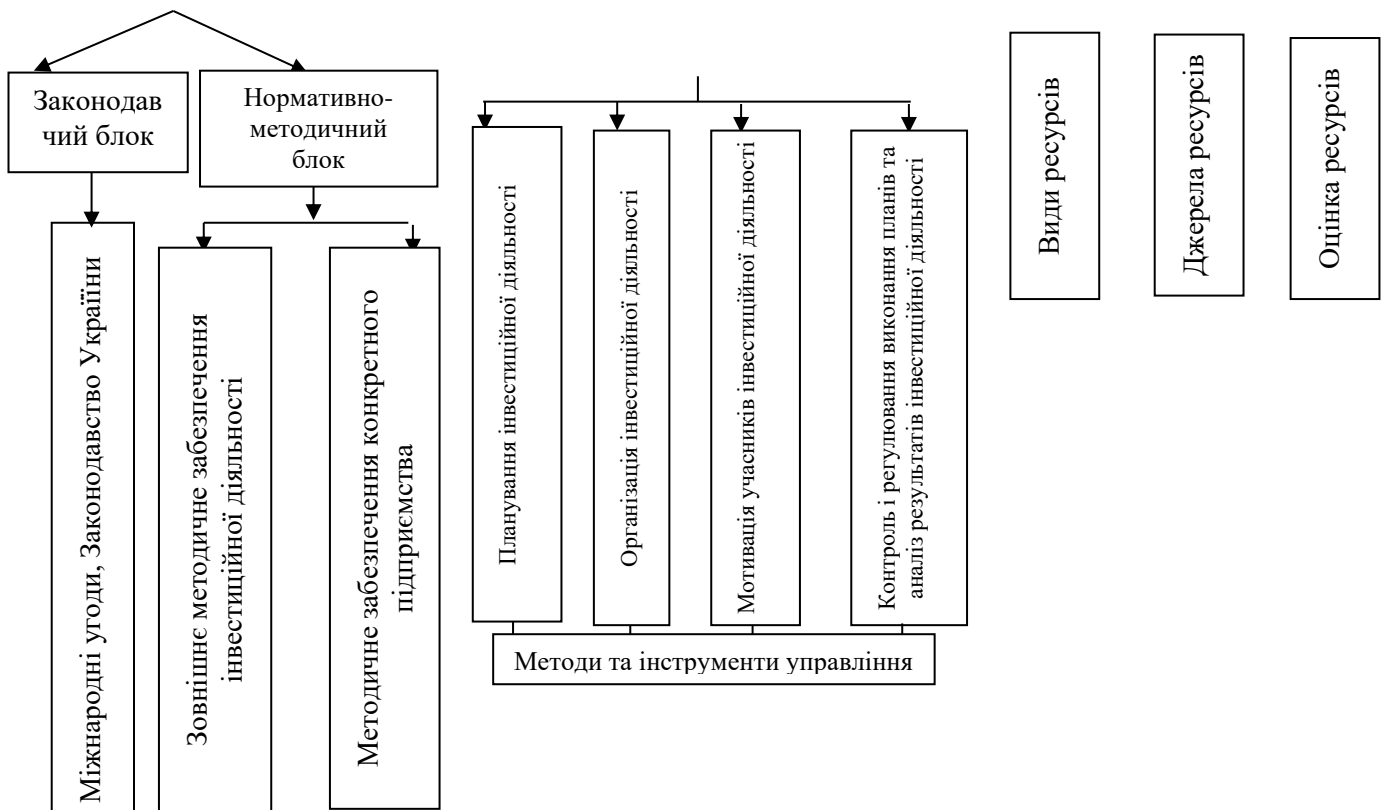 Законодав
чий блок
Нормативно-
методичний
блок
Міжнародні угоди, Законодавство Україіни
Зовнішнє методичне забезпечення
інвестиційної діяльності
Методичне забезпечення конкретного
підприємства
Планування інвестиційної діяльності
Організація інвестиційної діяльності
Мотивація учасників інвестиційної діяльності
Контроль і регулювання виконання планів та
аналіз результатів інвестиційної діяльності
Методи та інструменти управління
Види ресурсів
Джерела ресурсів
Оцінка ресурсів